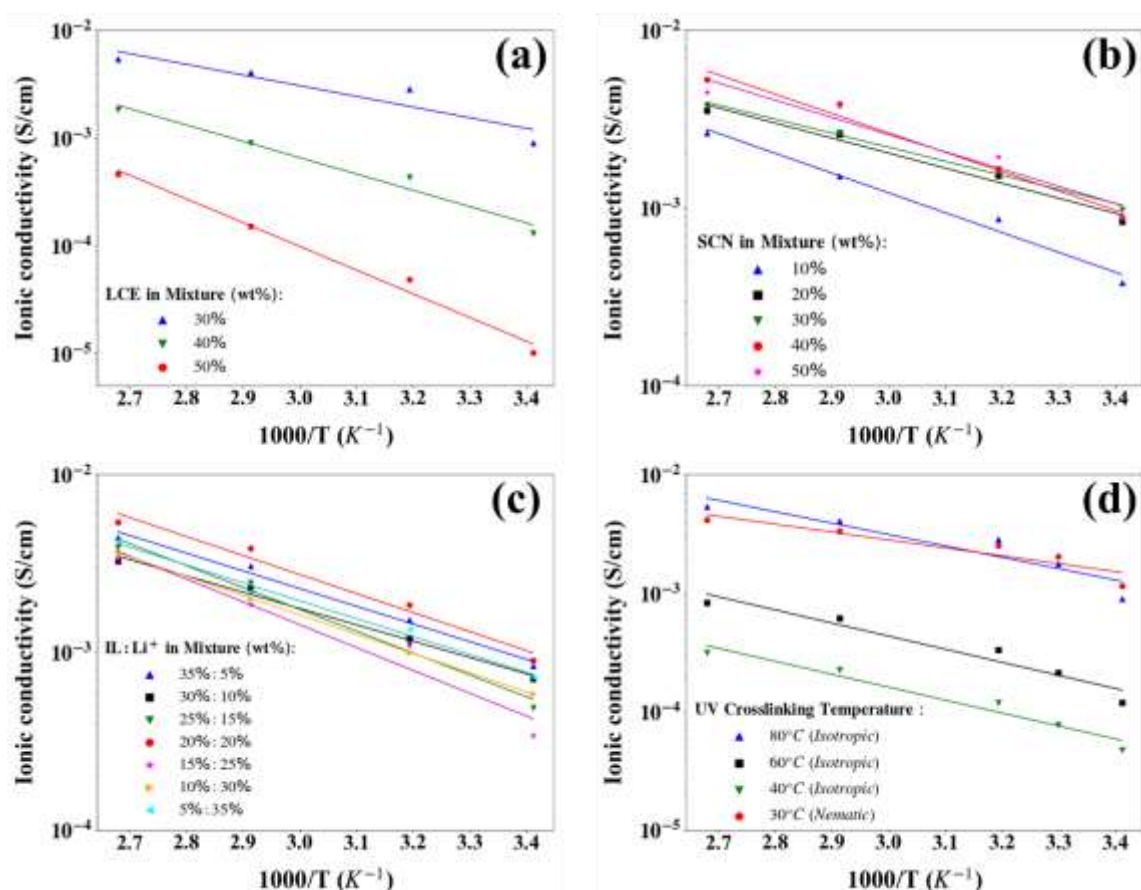 (a)
Ionic conductivity (S/cm)
10⁻²
10⁻³
10⁻⁴
10⁻⁵
LCE in Mixture (wt%):
30%
40%
50%
2.7 2.8 2.9 3.0 3.1 3.2 3.3 3.4
1000/T (K⁻¹)
(b)
Ionic conductivity (S/cm)
10⁻²
10⁻³
10⁻⁴
SCN in Mixture (wt%):
10%
20%
30%
40%
50%
2.7 2.8 2.9 3.0 3.1 3.2 3.3 3.4
1000/T (K⁻¹)
(c)
Ionic conductivity (S/cm)
10⁻²
10⁻³
10⁻⁴
IL:Li⁺ in Mixture (wt%):
35%:5%
30%:10%
25%:15%
20%:20%
15%:25%
10%:30%
5%:35%
2.7 2.8 2.9 3.0 3.1 3.2 3.3 3.4
1000/T (K⁻¹)
(d)
Ionic conductivity (S/cm)
10⁻²
10⁻³
10⁻⁴
10⁻⁵
UV Crosslinking Temperature :
80°C (Isotropic)
60°C (Isotropic)
40°C (Isotropic)
30°C (Nematic)
2.7 2.8 2.9 3.0 3.1 3.2 3.3 3.4
1000/T (K⁻¹)